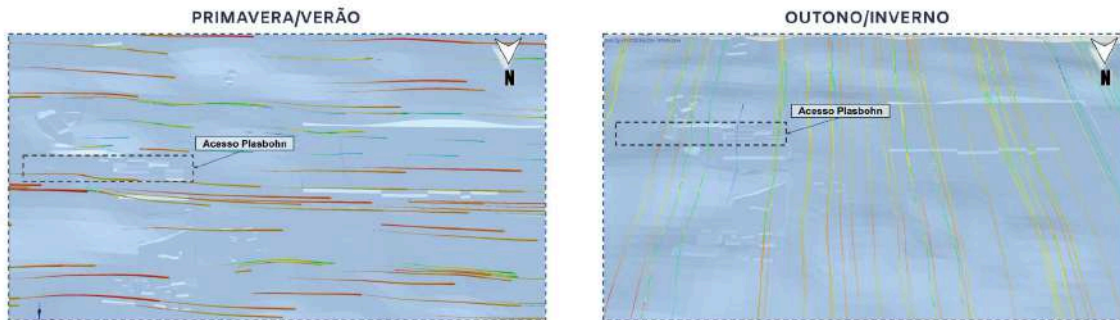 PRIMAVERA/VERÃO
N
Acesso Plasbohn
OUTONO/INVERNO
N
Acesso Plasbohn